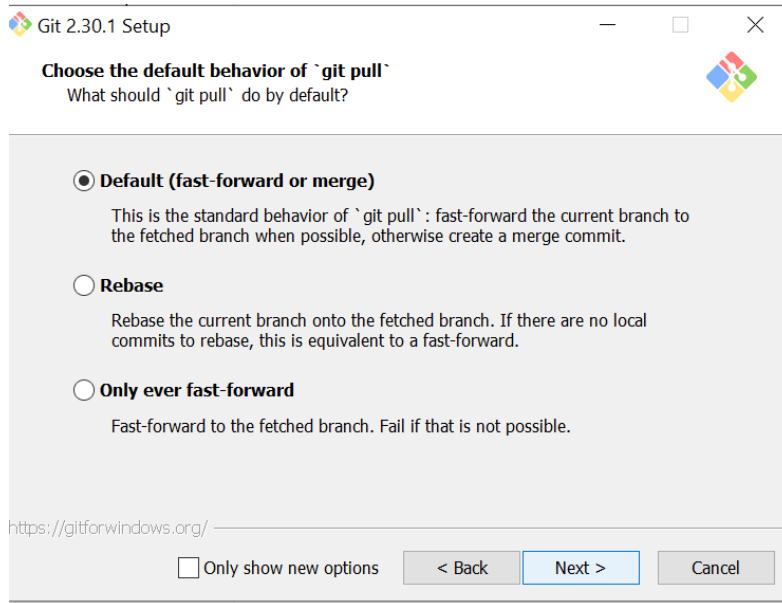 Git 2.30.1 Setup
Choose the default behavior of `git pull`
What should `git pull` do by default?
Default (fast-forward or merge)
This is the standard behavior of `git pull`: fast-forward the current branch to
the fetched branch when possible, otherwise create a merge commit.
Rebase
Rebase the current branch onto the fetched branch. If there are no local
commits to rebase, this is equivalent to a fast-forward.
Only ever fast-forward
Fast-forward to the fetched branch. Fail if that is not possible.
https://gitforwindows.org/
Only show new options
< Back
Next >
Cancel